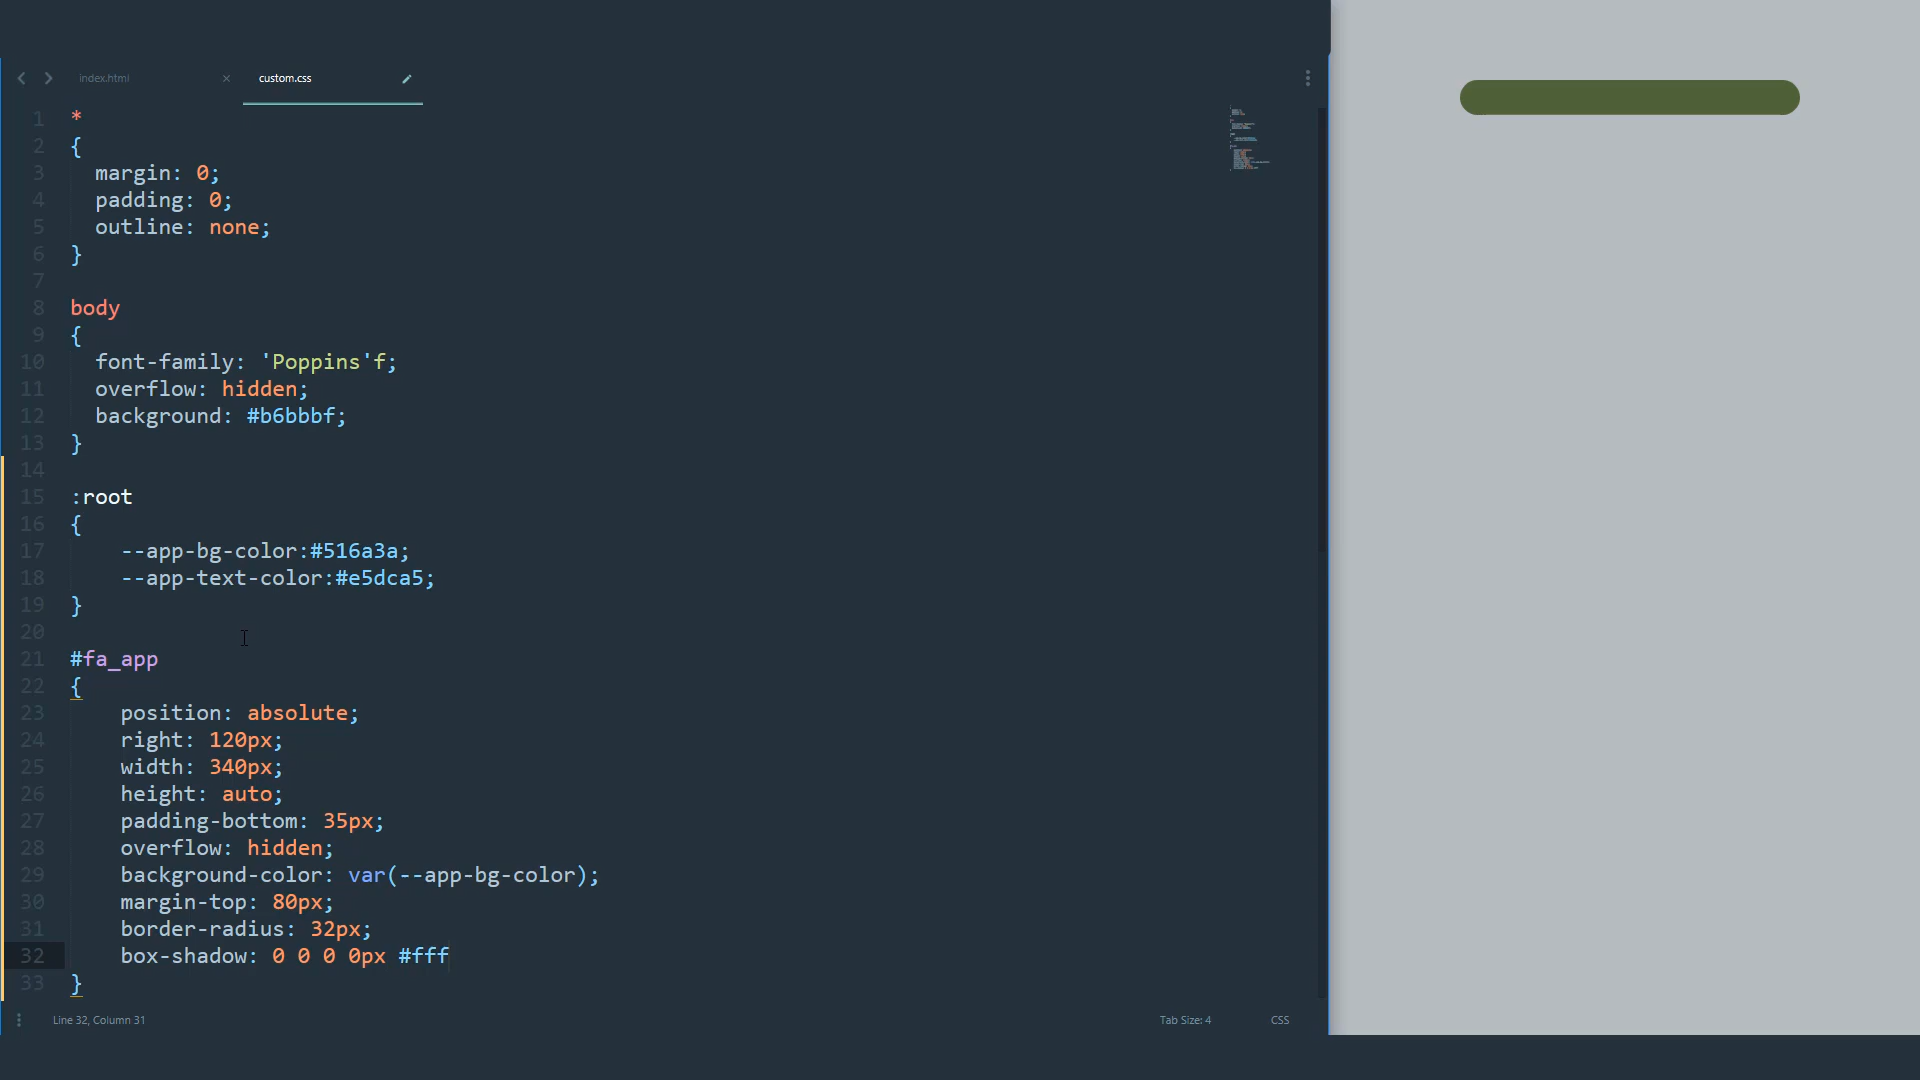 index.html × custom.css
1 *
2 {
3 margin: 0;
4 padding: 0;
5 outline: none;
6 }
7
8 body
9 {
10 font-family: 'Poppins'f;
11 overflow: hidden;
12 background: #b6bbbf;
13 }
14
15 :root
16 {
17 --app-bg-color:#516a3a;
18 --app-text-color:#e5dca5;
19 }
20
21 #fa_app
22 {
23 position: absolute;
24 right: 120px;
25 width: 340px;
26 height: auto;
27 padding-bottom: 35px;
28 overflow: hidden;
29 background-color: var(--app-bg-color);
30 margin-top: 80px;
31 border-radius: 32px;
32 box-shadow: 0 0 0 0px #fff
33 }
Line 32, Column 31 Tab Size: 4 CSS